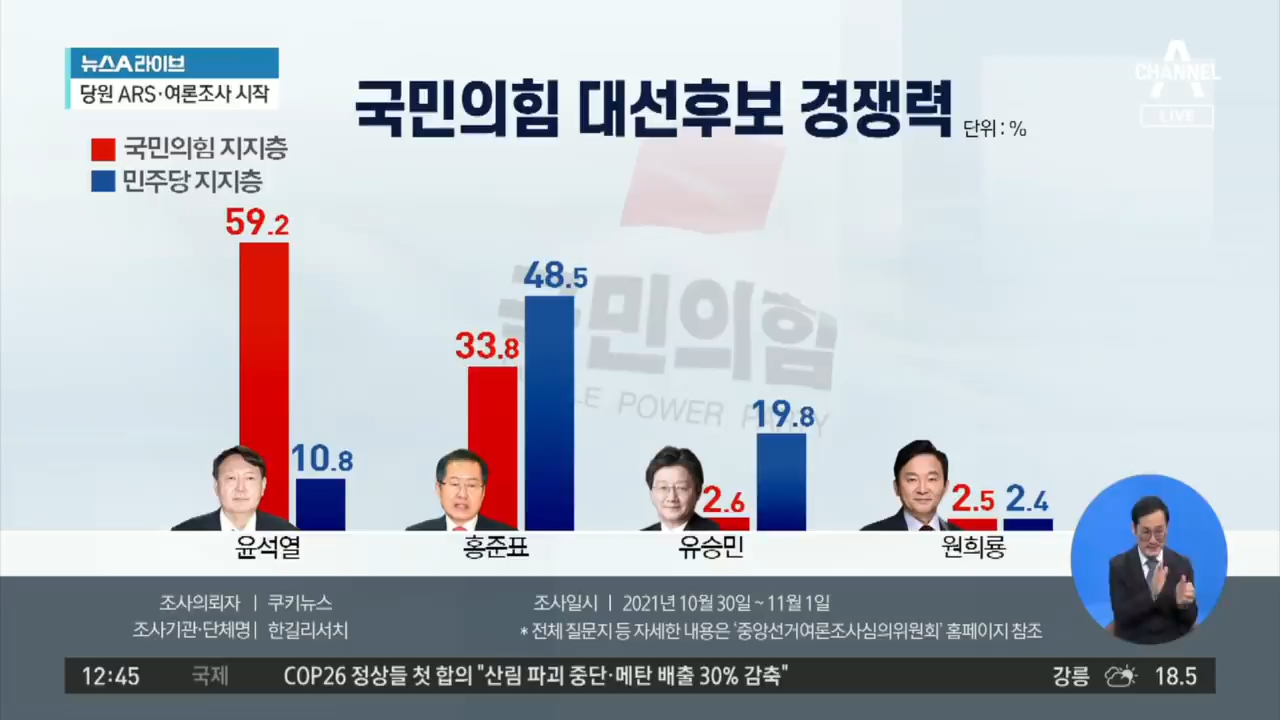 뉴스A 라이브
당원 ARS·여론조사 시작
CHANNEL A
LIVE
국민의힘 대선후보 경쟁력 단위 : %
국민의힘 지지층
민주당 지지층
59.2
10.8
33.8
48.5
2.6
19.8
2.5
2.4
국민의힘
LE POWER PARTY
윤석열
홍준표
유승민
원희룡
조사의뢰자 | 쿠키뉴스
조사일시 | 2021년 10월 30일 ~ 11월 1일
조사기관·단체명 | 한길리서치
* 전체 질문지 등 자세한 내용은 '중앙선거여론조사심의위원회' 홈페이지 참조
12:45 국제 COP26 정상들 첫 합의 "산림 파괴 중단·메탄 배출 30% 감축" 강릉 18.5